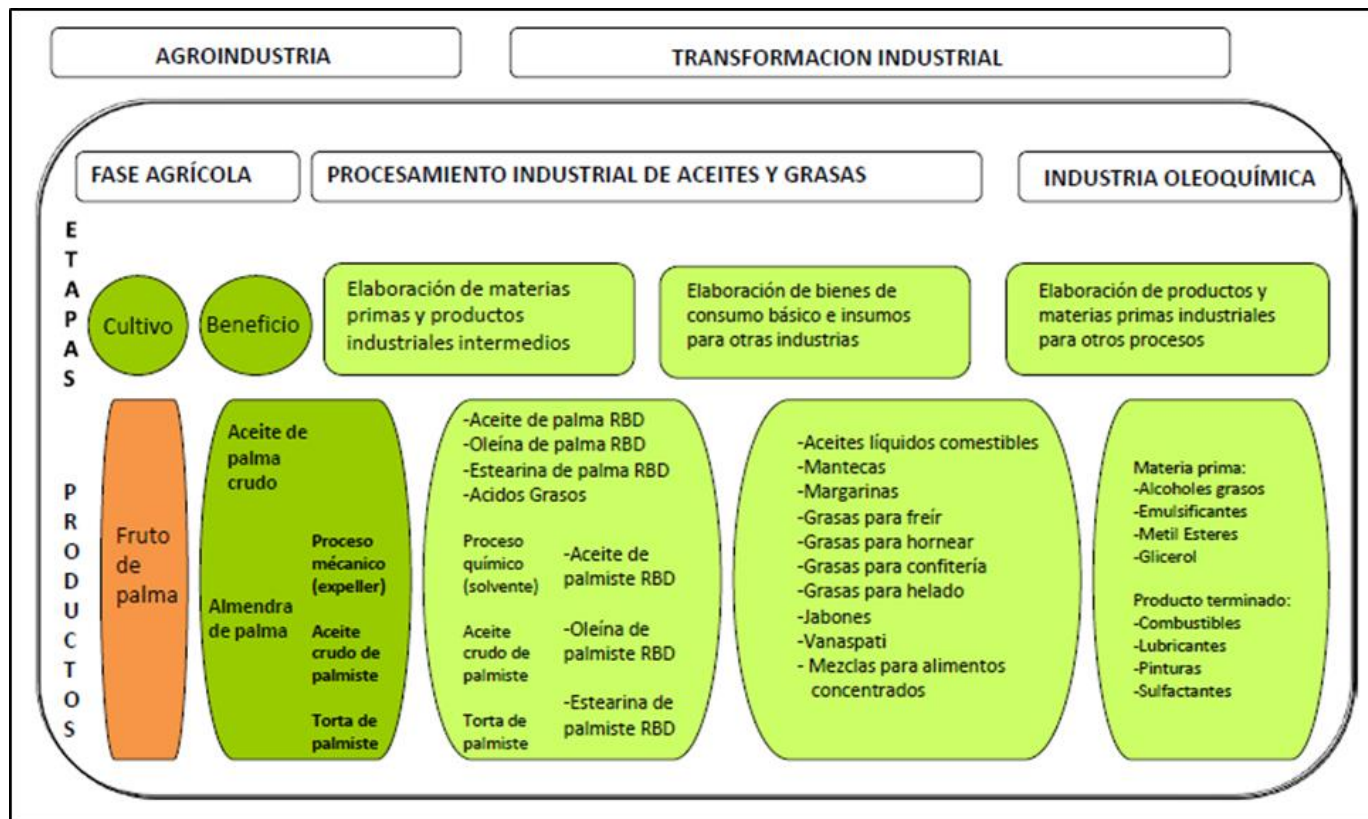 AGROINDUSTRIA
TRANSFORMACION INDUSTRIAL
FASE AGRÍCOLA
PROCESAMIENTO INDUSTRIAL DE ACEITES Y GRASAS
INDUSTRIA OLEOQUÍMICA
ETAPAS
Cultivo
Beneficio
Elaboración de materias
primas y productos
industriales intermedios
Elaboración de bienes de
consumo básico e insumos
para otras industrias
Elaboración de productos y
materias primas industriales
para otros procesos
PRODUCTOS
Fruto
de
palma
Aceite de
palma
crudo
Almendra
de palma
Proceso
mécanico
(expeller)
Aceite
crudo de
palmiste
Torta de
palmiste
-Aceite de palma RBD
-Oleína de palma RBD
-Estearina de palma RBD
-Acidos Grasos
Proceso
químico
(solvente)
Aceite
crudo de
palmiste
Torta de
palmiste
-Aceite de
palmiste RBD
-Oleína de
palmiste RBD
-Estearina de
palmiste RBD
-Aceites líquidos comestibles
-Mantecas
-Margarinas
-Grasas para freír
-Grasas para hornear
-Grasas para confitería
-Grasas para helado
-Jabones
-Vanaspati
- Mezclas para alimentos
concentrados
Materia prima:
-Alcoholes grasos
-Emulsificantes
-Metil Esteres
-Glicerol
Producto terminado:
-Combustibles
-Lubricantes
-Pinturas
-Sulfactantes